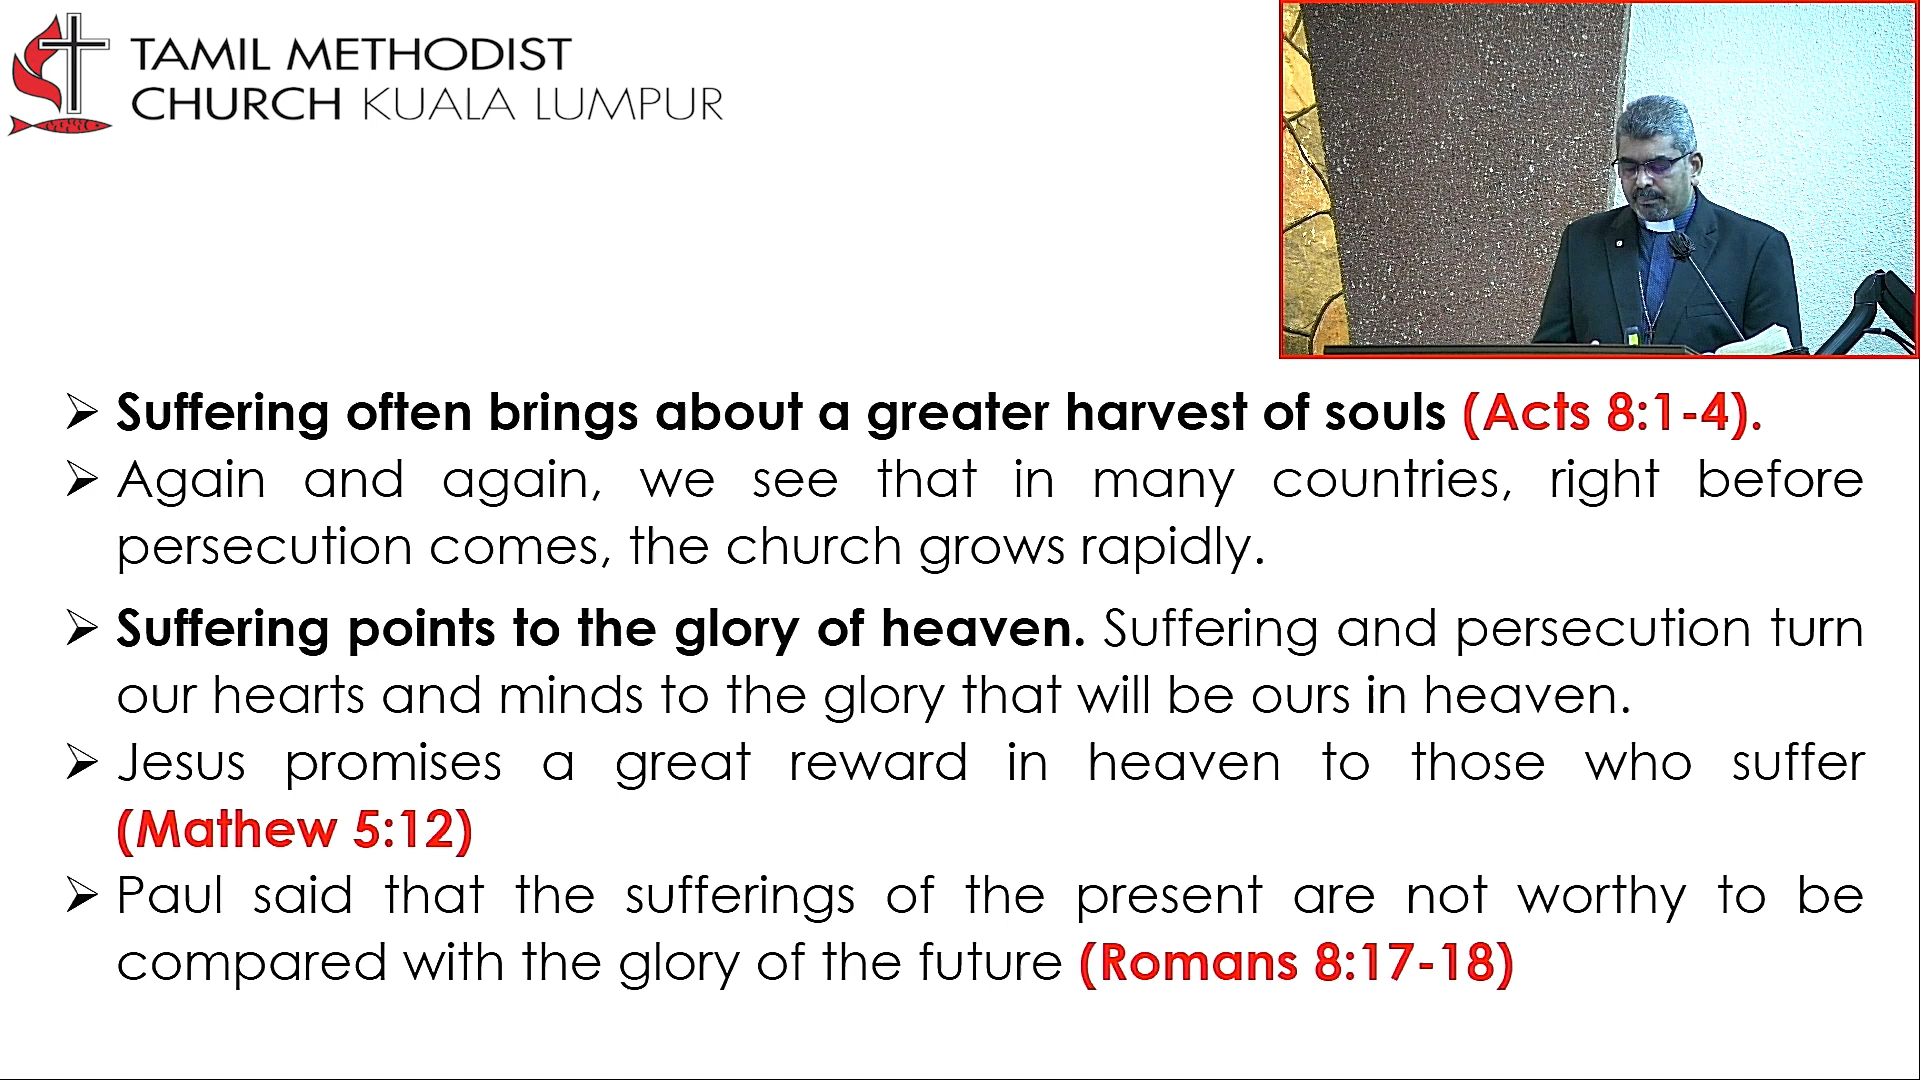 TAMIL METHODIST
CHURCH KUALA LUMPUR
➢ Suffering often brings about a greater harvest of souls (Acts 8:1-4).
➢ Again and again, we see that in many countries, right before
persecution comes, the church grows rapidly.
➢ Suffering points to the glory of heaven. Suffering and persecution turn
our hearts and minds to the glory that will be ours in heaven.
➢ Jesus promises a great reward in heaven to those who suffer
(Mathew 5:12)
➢ Paul said that the sufferings of the present are not worthy to be
compared with the glory of the future (Romans 8:17-18)